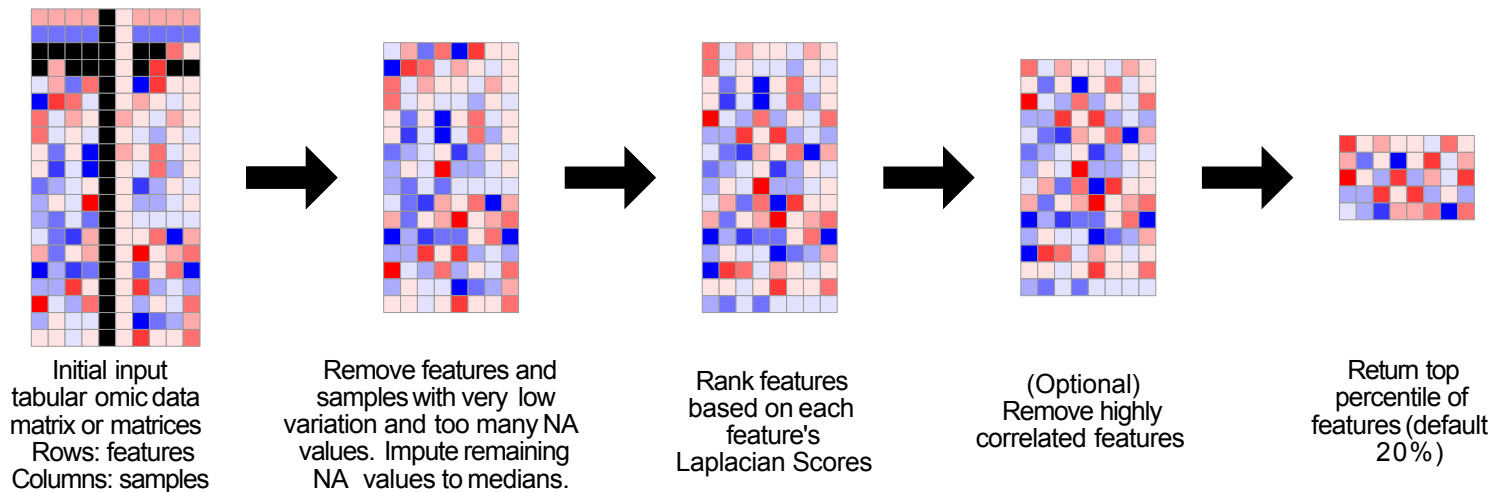 Initial input
tabular omic data
matrix or matrices
Rows: features
Columns: samples
Remove features and
samples with very low
variation and too many NA
values. Impute remaining
NA values to medians.
Rank features
based on each
feature's
Laplacian Scores
(Optional)
Remove highly
correlated features
Return top
percentile of
features (default
20%)